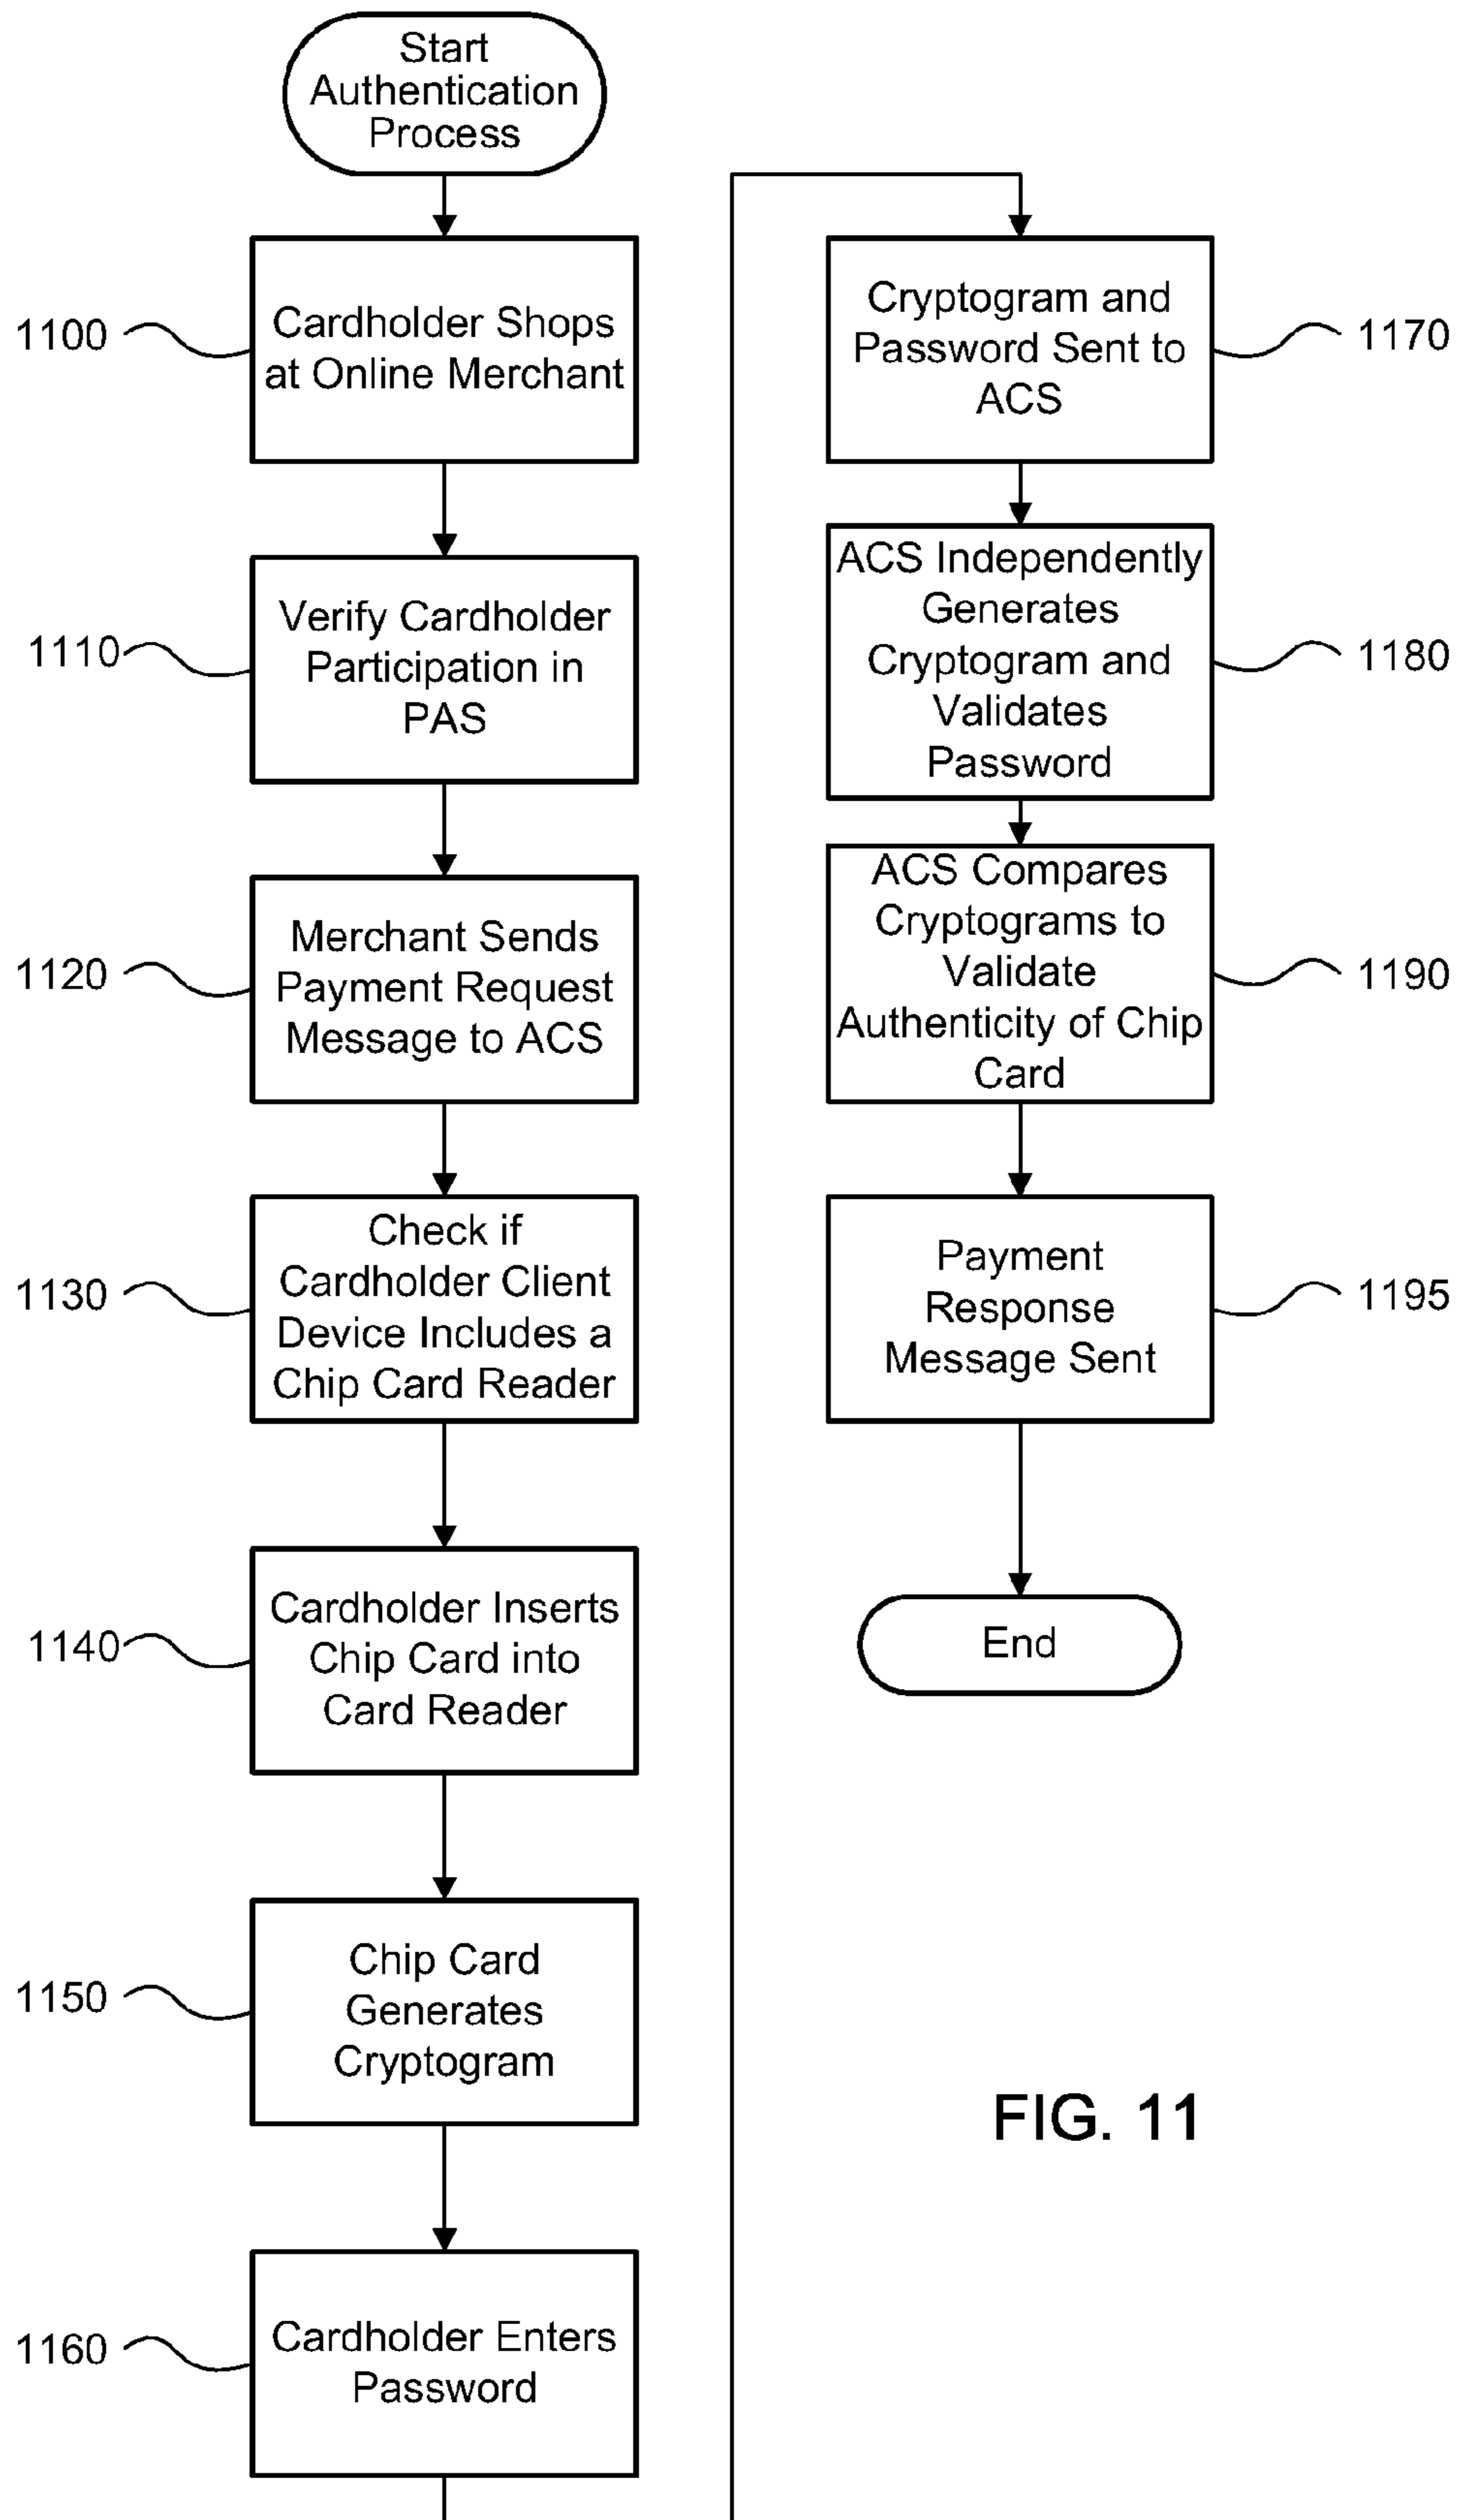 Start
Authentication
Process
1100
Cardholder Shops
at Online Merchant
1110
Verify Cardholder
Participation in
PAS
1120
Merchant Sends
Payment Request
Message to ACS
1130
Check if
Cardholder Client
Device Includes a
Chip Card Reader
1140
Cardholder Inserts
Chip Card into
Card Reader
1150
Chip Card
Generates
Cryptogram
1160
Cardholder Enters
Password
Cryptogram and
Password Sent to
ACS
1170
ACS Independently
Generates
Cryptogram and
Validates
Password
1180
ACS Compares
Cryptograms to
Validate
Authenticity of Chip
Card
1190
Payment
Response
Message Sent
1195
End
FIG. 11